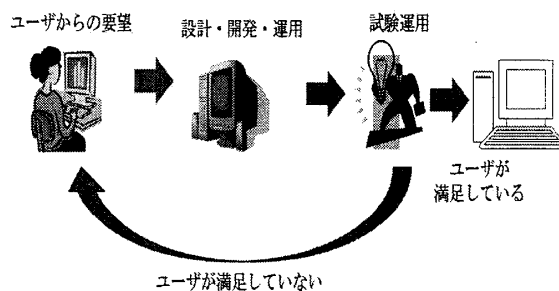 ユーザからの要望
設計・開発・運用
試験運用
ユーザが
満足している
ユーザが満足していない